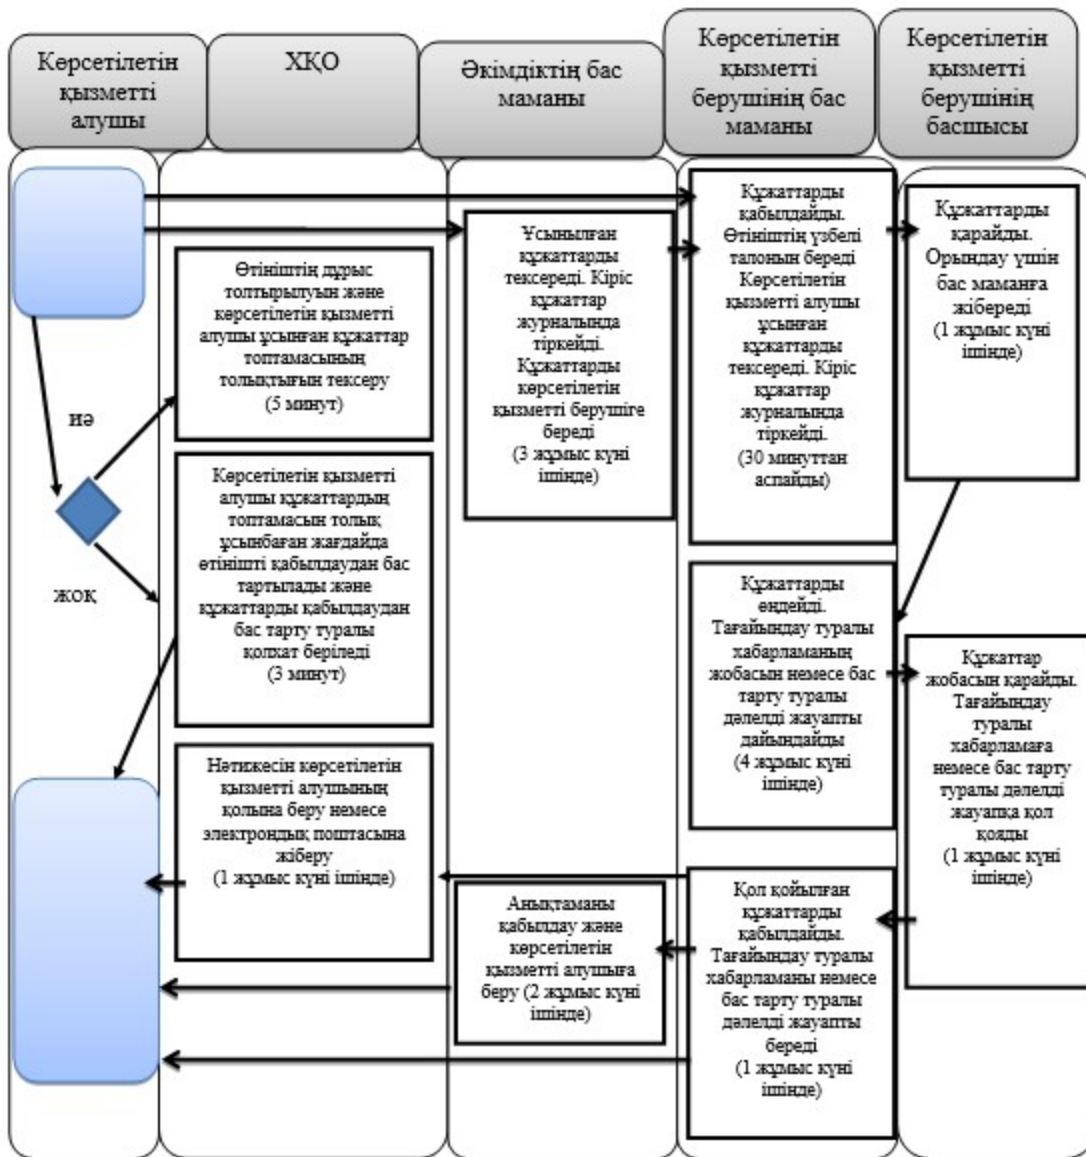 Көрсетілетін
қызметті
алушы
ХҚО
Әкімдіктің бас
маманы
Көрсетілетін
қызметті
берушінің бас
маманы
Көрсетілетін
қызметті
берушінің
басшысы
Өтініштің дұрыс
толтырылуын және
көрсетілетін қызметті
алушы ұсынған құжаттар
топтамасының
толықтығын тексеру
(5 минут)
иә
жоқ
Көрсетілетін қызметті
алушы құжаттардың
топтамасын толық
ұсынбаған жағдайда
өтінішті қабылдаудан бас
тартылады және
құжаттарды қабылдаудан
бас тарту туралы
қолхат беріледі
(3 минут)
Нәтижесін көрсетілетін
қызметті алушының
қолына беру немесе
электрондық поштасына
жіберу
(1 жұмыс күні ішінде)
Ұсынылған
құжаттарды
тексереді. Кіріс
құжаттар
журналында
тіркейді.
Құжаттарды
көрсетілетін
қызметті берушіге
береді
(3 жұмыс күні
ішінде)
Анықтаманы
қабылдау және
көрсетілетін
қызметті алушыға
беру (2 жұмыс күні
ішінде)
Құжаттарды
қабылдайды.
Өтініштің үзбелі
талонын береді
Көрсетілетін
қызметті алушы
ұсынған
құжаттарды
тексереді. Кіріс
құжаттар
журналында
тіркейді.
(30 минуттан
аспайды)
Құжаттарды
өңдейді.
Тағайындау туралы
хабарламаның
жобасын немесе бас
тарту туралы
дәлелді жауапты
дайындайды
(4 жұмыс күні
ішінде)
Қол қойылған
құжаттарды
қабылдайды.
Тағайындау туралы
хабарламаны немесе
бас тарту туралы
дәлелді жауапты
береді
(1 жұмыс күні
ішінде)
Құжаттарды
қарайды.
Орындау үшін
бас маманға
жібереді
(1 жұмыс күні
ішінде)
Құжаттар
жобасын қарайды.
Тағайындау
туралы
хабарламаға
немесе бас тарту
туралы дәлелді
жауапқа қол
қояды
(1 жұмыс күні
ішінде)